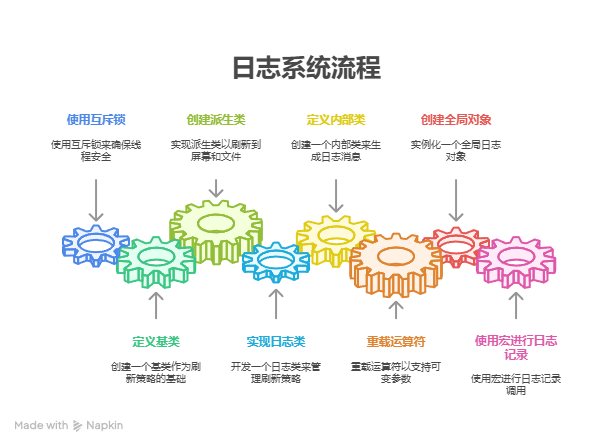 日志系统流程
使用互斥锁
使用互斥锁来确保线
程安全
创建派生类
实现派生类以刷新到
屏幕和文件
定义内部类
创建一个内部类来生
成日志消息
创建全局对象
实例化一个全局日志
对象
定义基类
创建一个基类作为刷
新策略的基础
实现日志类
开发一个日志类来管
理刷新策略
重载运算符
重载运算符以支持可
变参数
使用宏进行日志
记录
使用宏进行日志记录
调用
Made with Napkin